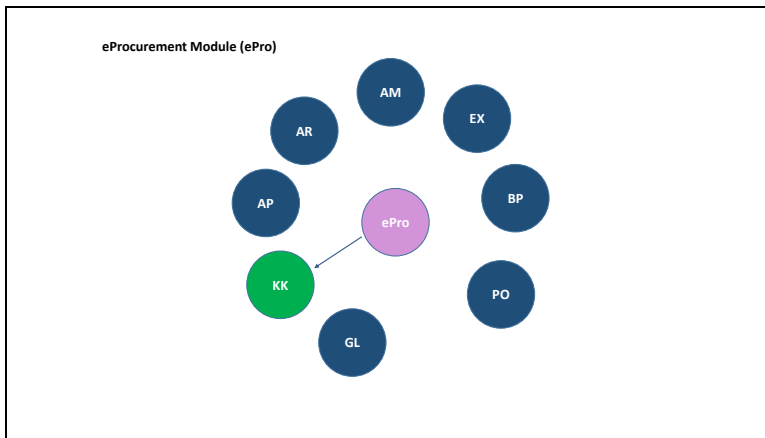 eProcurement Module (ePro)
AM
EX
AR
BP
AP
ePro
KK
PO
GL